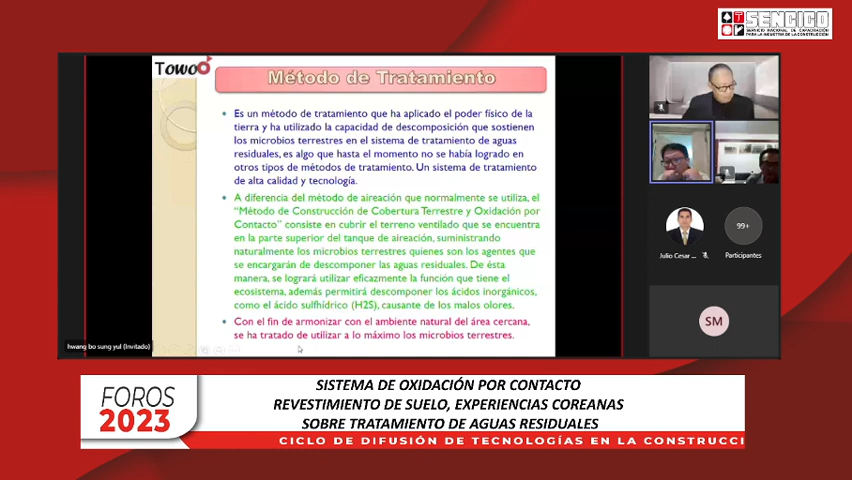 SENCICO
SERVICIO NACIONAL DE CAPACITACIÓN
PARA LA INDUSTRIA DE LA CONSTRUCCIÓN
Towoo
Método de Tratamiento
• Es un método de tratamiento que ha aplicado el poder físico de la
tierra y ha utilizado la capacidad de descomposición que sostienen
los microbios terrestres en el sistema de tratamiento de aguas
residuales, es algo que hasta el momento no se había logrado en
otros tipos de métodos de tratamiento. Un sistema de tratamiento
de alta calidad y tecnología.
• A diferencia del método de aireación que normalmente se utiliza, el
“Método de Construcción de Cobertura Terrestre y Oxidación por
Contacto” consiste en cubrir el terreno ventilado que se encuentra
en la parte superior del tanque de aireación, suministrando
naturalmente los microbios terrestres quienes son los agentes que
se encargarán de descomponer las aguas residuales. De ésta
manera, se logrará utilizar eficazmente la función que tiene el
ecosistema, además permitirá descomponer los ácidos inorgánicos,
como el ácido sulfhídrico (H2S), causante de los malos olores.
• Con el fin de armonizar con el ambiente natural del área cercana,
se ha tratado de utilizar a lo máximo los microbios terrestres.
hwang bo sung yul (Invitado)
Julio Cesar ...
99+
Participantes
SM
FOROS
2023
SISTEMA DE OXIDACIÓN POR CONTACTO
REVESTIMIENTO DE SUELO, EXPERIENCIAS COREANAS
SOBRE TRATAMIENTO DE AGUAS RESIDUALES
CICLO DE DIFUSIÓN DE TECNOLOGÍAS EN LA CONSTRUCCI